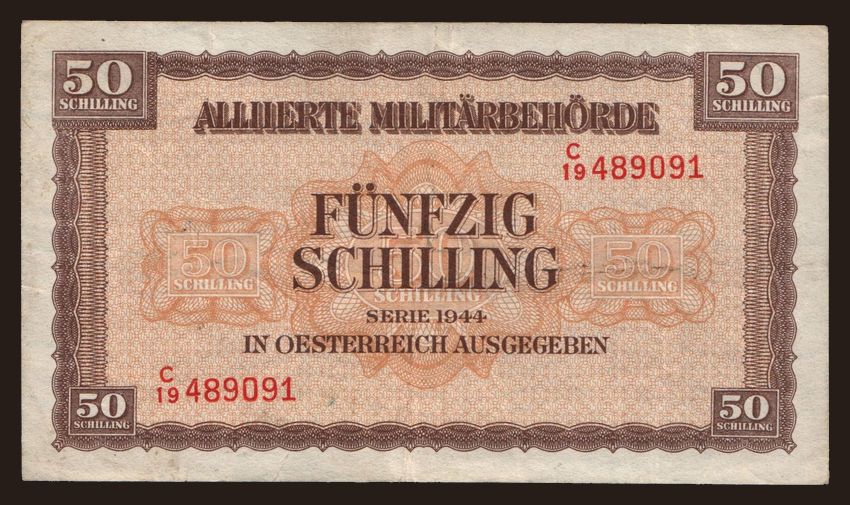 50
SCHILLING
50
SCHILLING
ALLIIERTE MILITÄRBEHÖRDE
C
19 489091
FÜNFZIG
SCHILLING
50
SCHILLING
50
SCHILLING
50
SCHILLING
SERIE 1944
IN OESTERREICH AUSGEGEBEN
C
19 489091
50
SCHILLING
50
SCHILLING